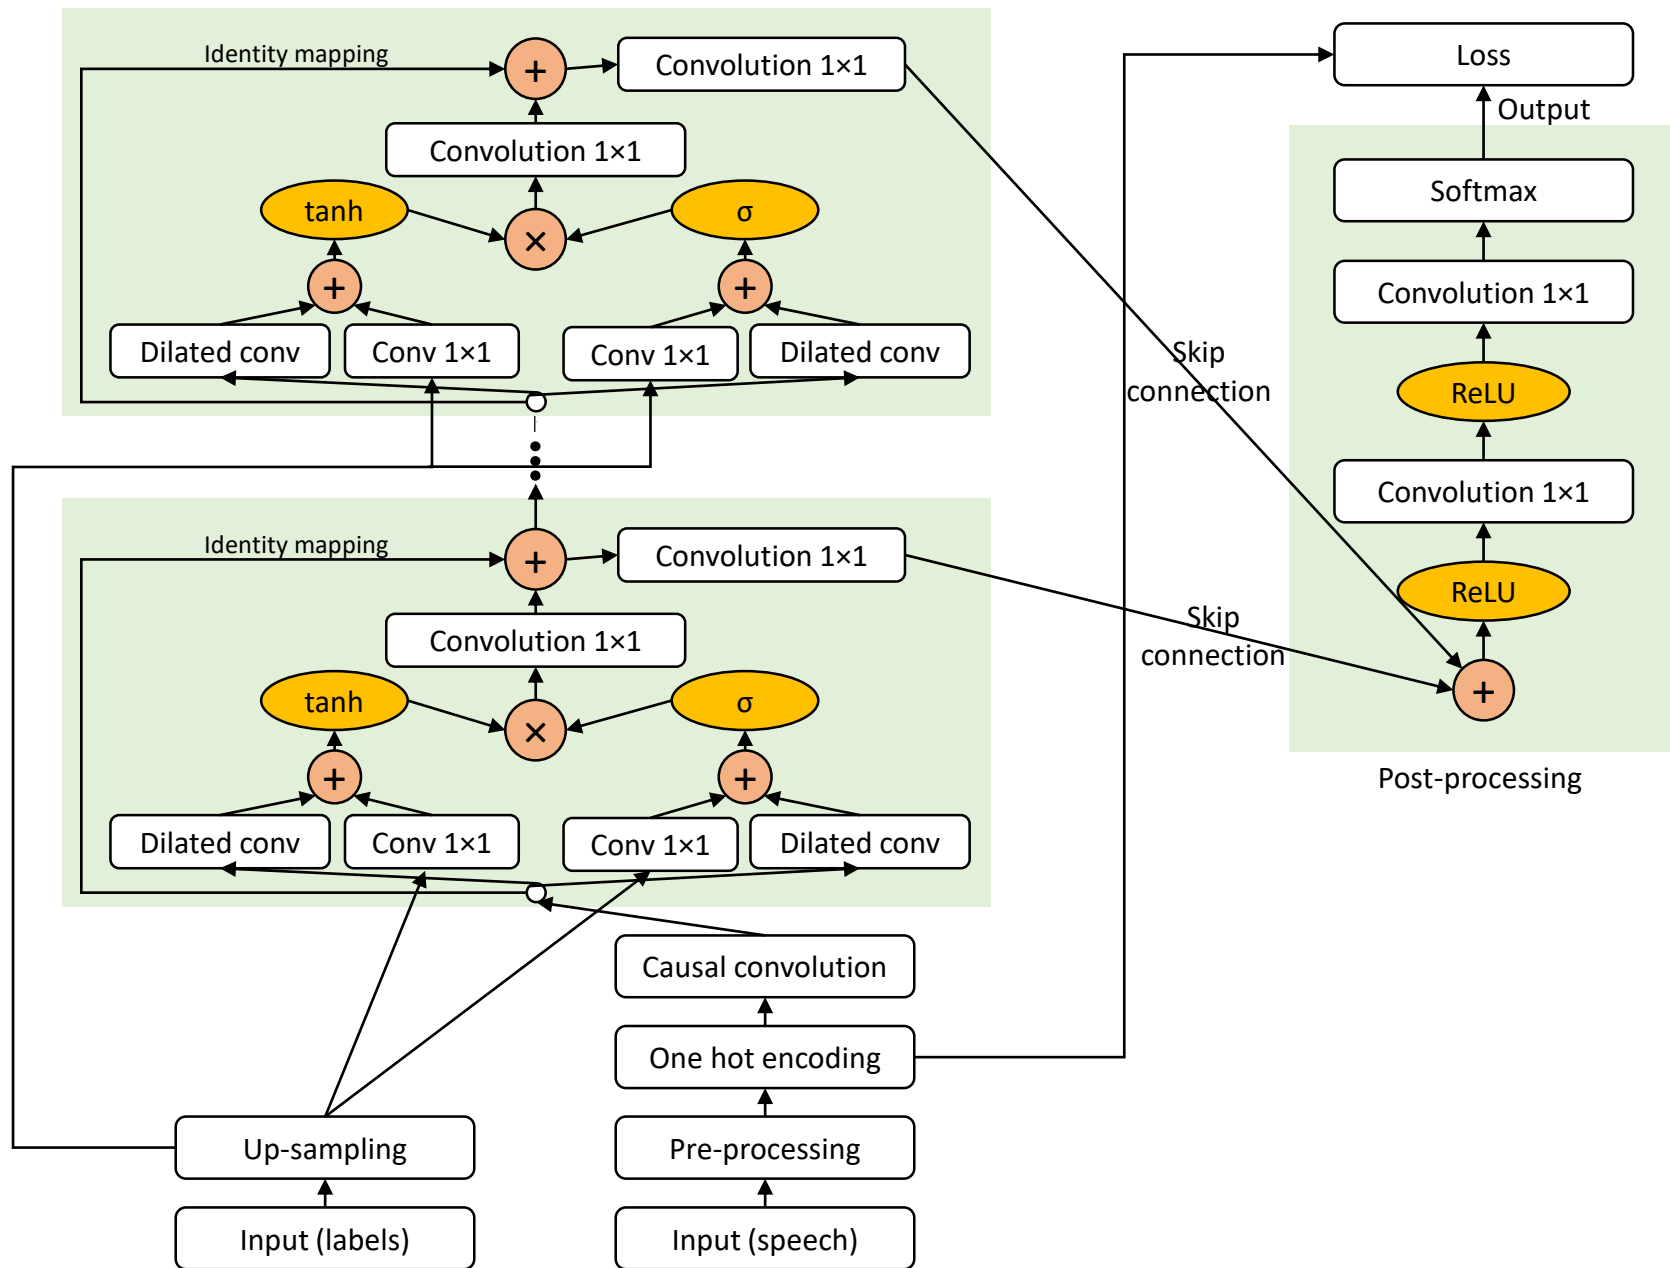 Identity mapping
+
Convolution 1×1
Convolution 1×1
tanh
×
σ
+
+
Dilated conv
Conv 1×1
Conv 1×1
Dilated conv
Identity mapping
+
Convolution 1×1
Convolution 1×1
tanh
×
σ
+
+
Dilated conv
Conv 1×1
Conv 1×1
Dilated conv
Causal convolution
One hot encoding
Up-sampling
Pre-processing
Input (labels)
Input (speech)
Skip
connection
Skip
connection
Loss
Output
Softmax
Convolution 1×1
ReLU
Convolution 1×1
ReLU
+
Post-processing